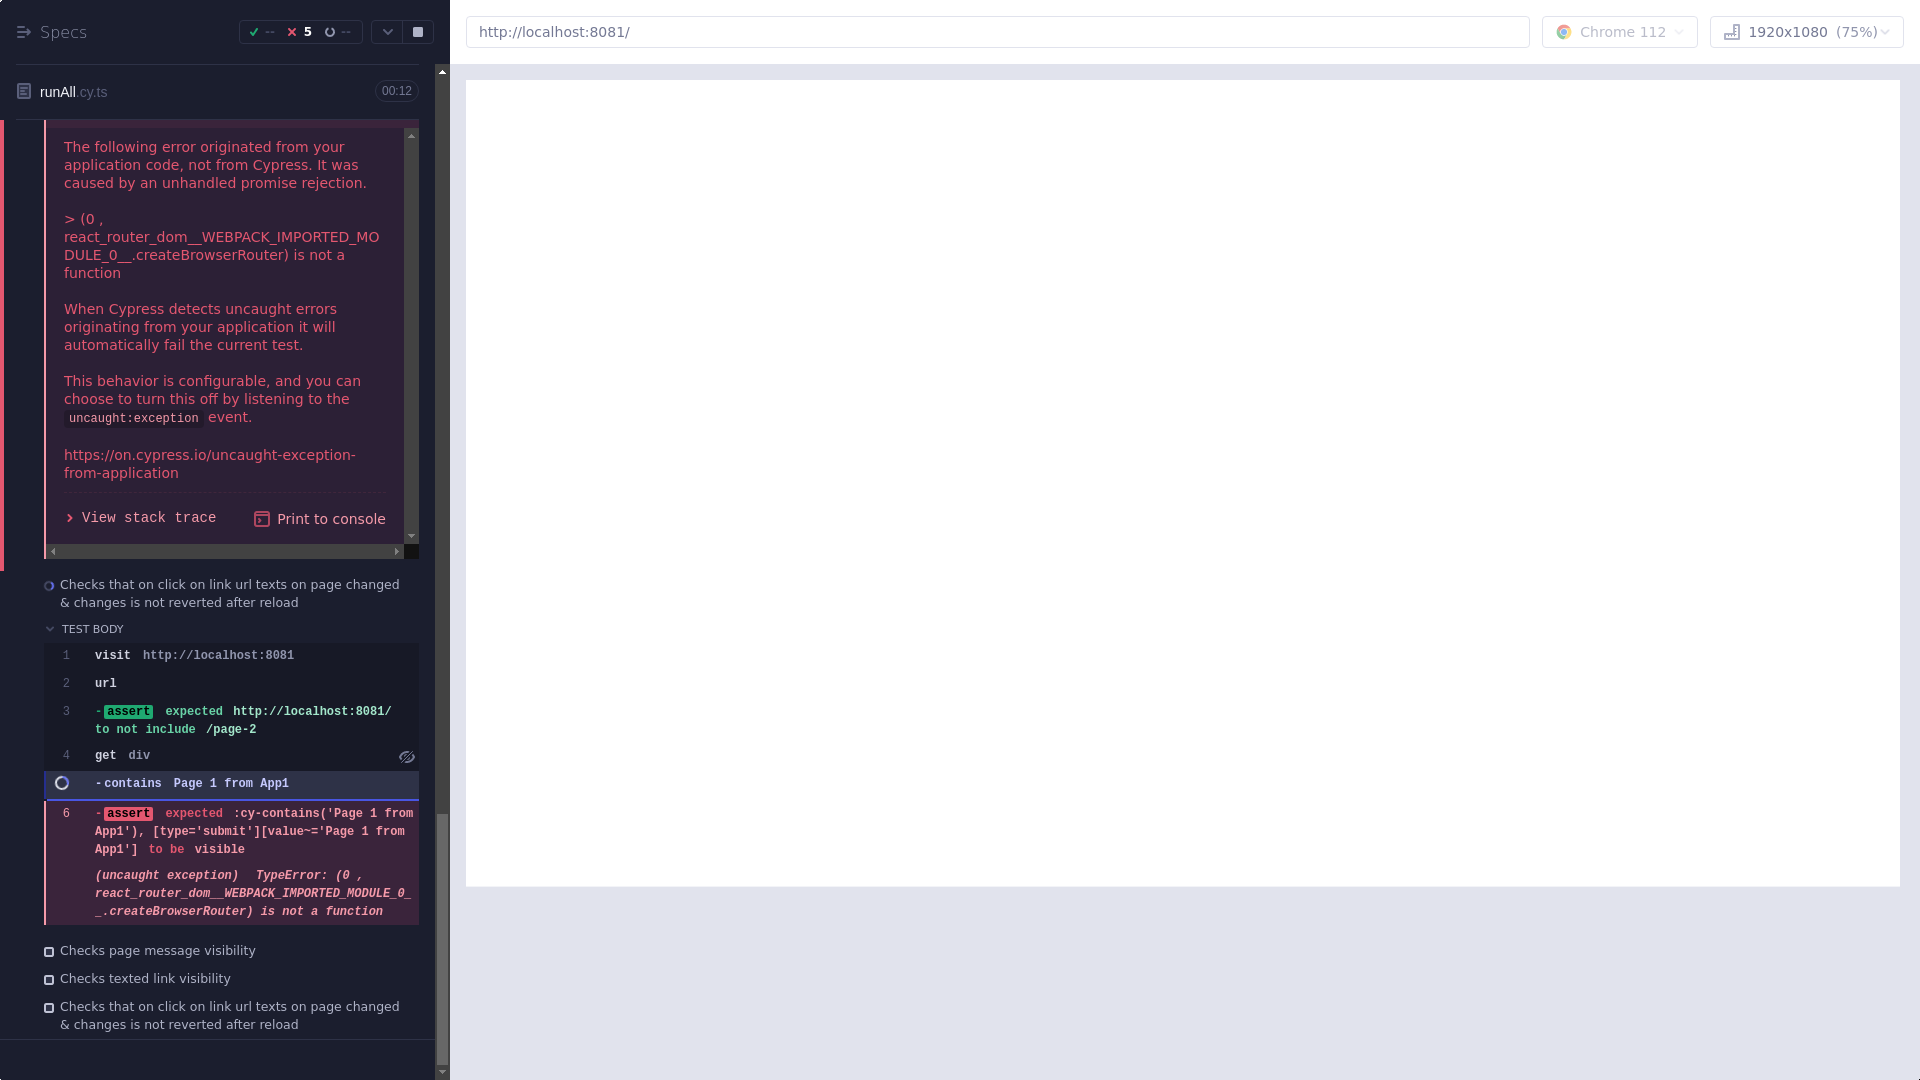 Specs
-- 5 --
http://localhost:8081/
Chrome 112
1920x1080 (75%)
runAll.cy.ts
00:12
The following error originated from your
application code, not from Cypress. It was
caused by an unhandled promise rejection.
> (0 ,
react_router_dom__WEBPACK_IMPORTED_MO
DULE_0__.createBrowserRouter) is not a
function
When Cypress detects uncaught errors
originating from your application it will
automatically fail the current test.
This behavior is configurable, and you can
choose to turn this off by listening to the
uncaught:exception event.
https://on.cypress.io/uncaught-exception-
from-application
View stack trace
Print to console
Checks that on click on link url texts on page changed
& changes is not reverted after reload
TEST BODY
1 visit http://localhost:8081
2 url
3 -assert expected http://localhost:8081/
to not include /page-2
4 get div
-contains Page 1 from App1
6 -assert expected :cy-contains('Page 1 from
App1'), [type='submit'][value~='Page 1 from
App1'] to be visible
(uncaught exception) TypeError: (0 ,
react_router_dom__WEBPACK_IMPORTED_MODULE_0_
_.createBrowserRouter) is not a function
Checks page message visibility
Checks texted link visibility
Checks that on click on link url texts on page changed
& changes is not reverted after reload